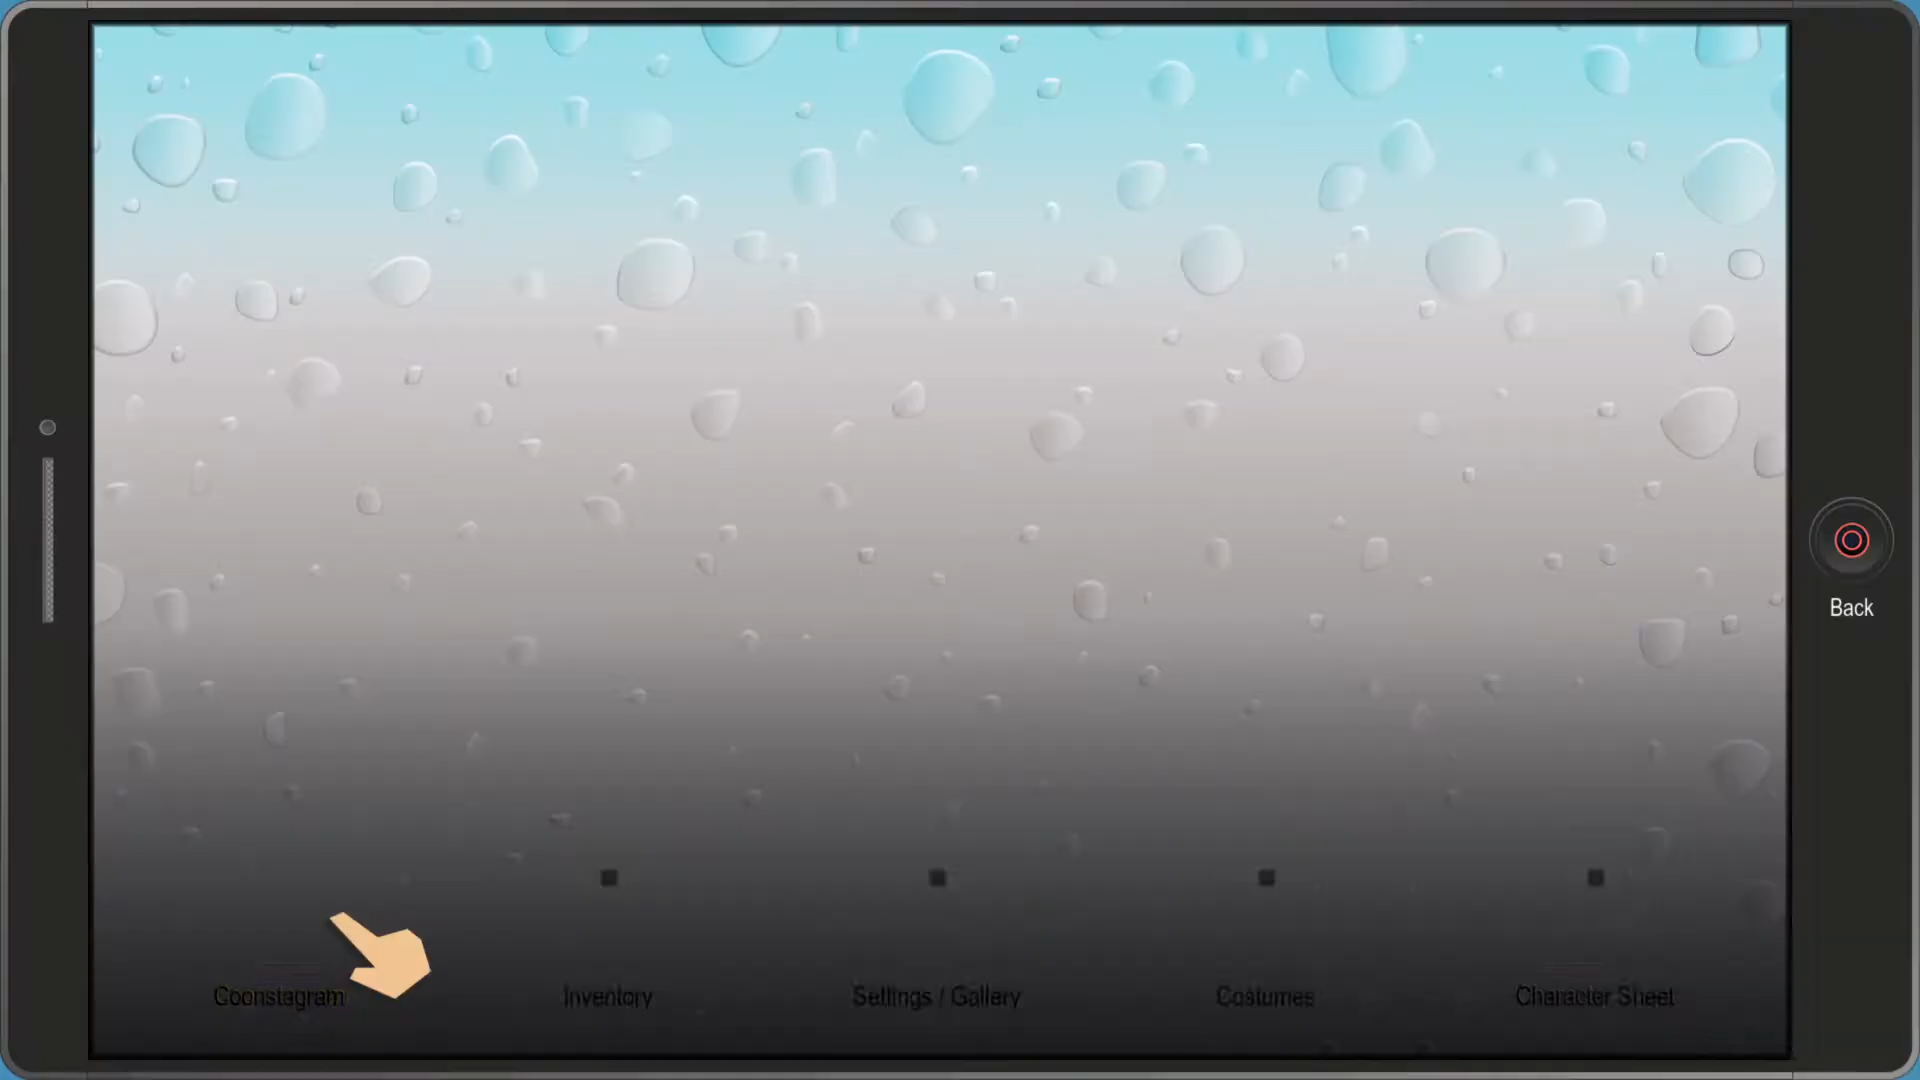 Back
Coonstagram
Inventory
Settings / Gallery
Costumes
Character Sheet